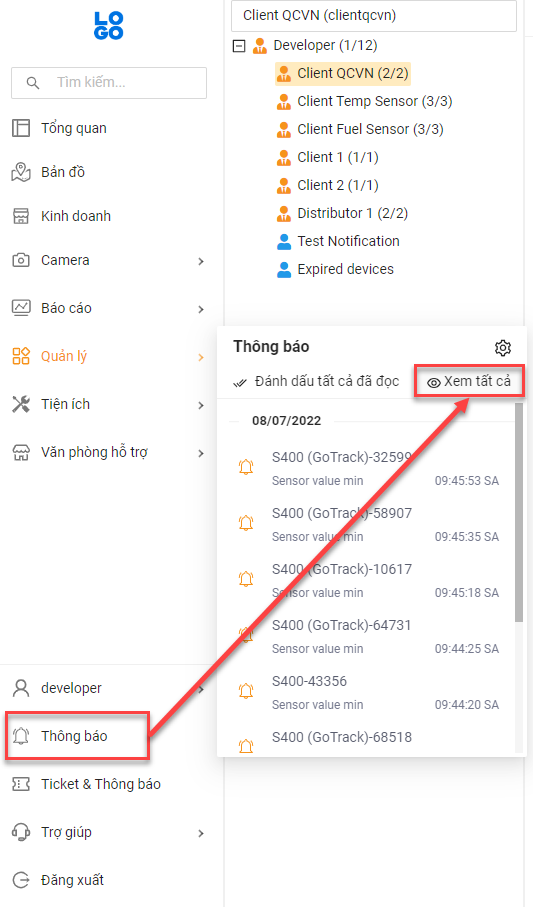 LOGO
Tìm kiếm...
Tổng quan
Bản đồ
Kinh doanh
Camera
Báo cáo
Quản lý
Tiện ích
Văn phòng hỗ trợ
developer
Thông báo
Ticket & Thông báo
Trợ giúp
Đăng xuất
Client QCVN (clientqcvn)
Developer (1/12)
Client QCVN (2/2)
Client Temp Sensor (3/3)
Client Fuel Sensor (3/3)
Client 1 (1/1)
Client 2 (1/1)
Distributor 1 (2/2)
Test Notification
Expired devices
Thông báo
Đánh dấu tất cả đã đọc Xem tất cả
08/07/2022
S400 (GoTrack)-32599
Sensor value min 09:45:53 SA
S400 (GoTrack)-58907
Sensor value min 09:45:35 SA
S400 (GoTrack)-10617
Sensor value min 09:45:18 SA
S400 (GoTrack)-64731
Sensor value min 09:44:25 SA
S400-43356
Sensor value min 09:44:20 SA
S400 (GoTrack)-68518